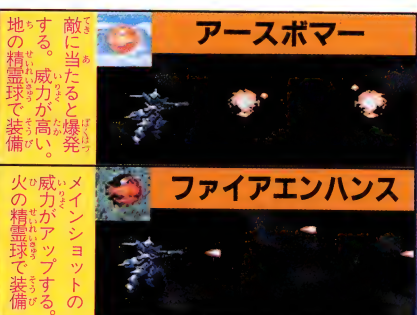 アースボマー
敵に当たると爆発
する。威力が高い。
地の精霊球で装備
ファイアエンハンス
メインショットの
威力がアップする。
火の精霊球で装備